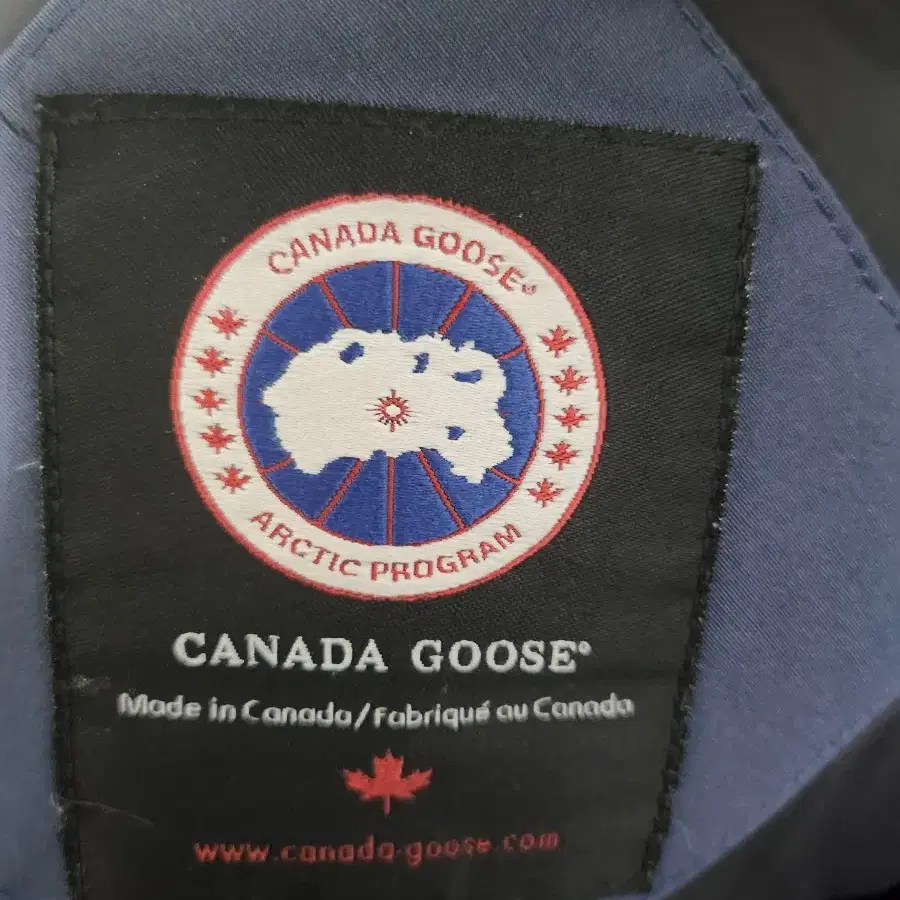 CANADA GOOSE®
ARCTIC PROGRAM
CANADA GOOSE®
Made in Canada/Fabriqué au Canada
www.canada-goose.com